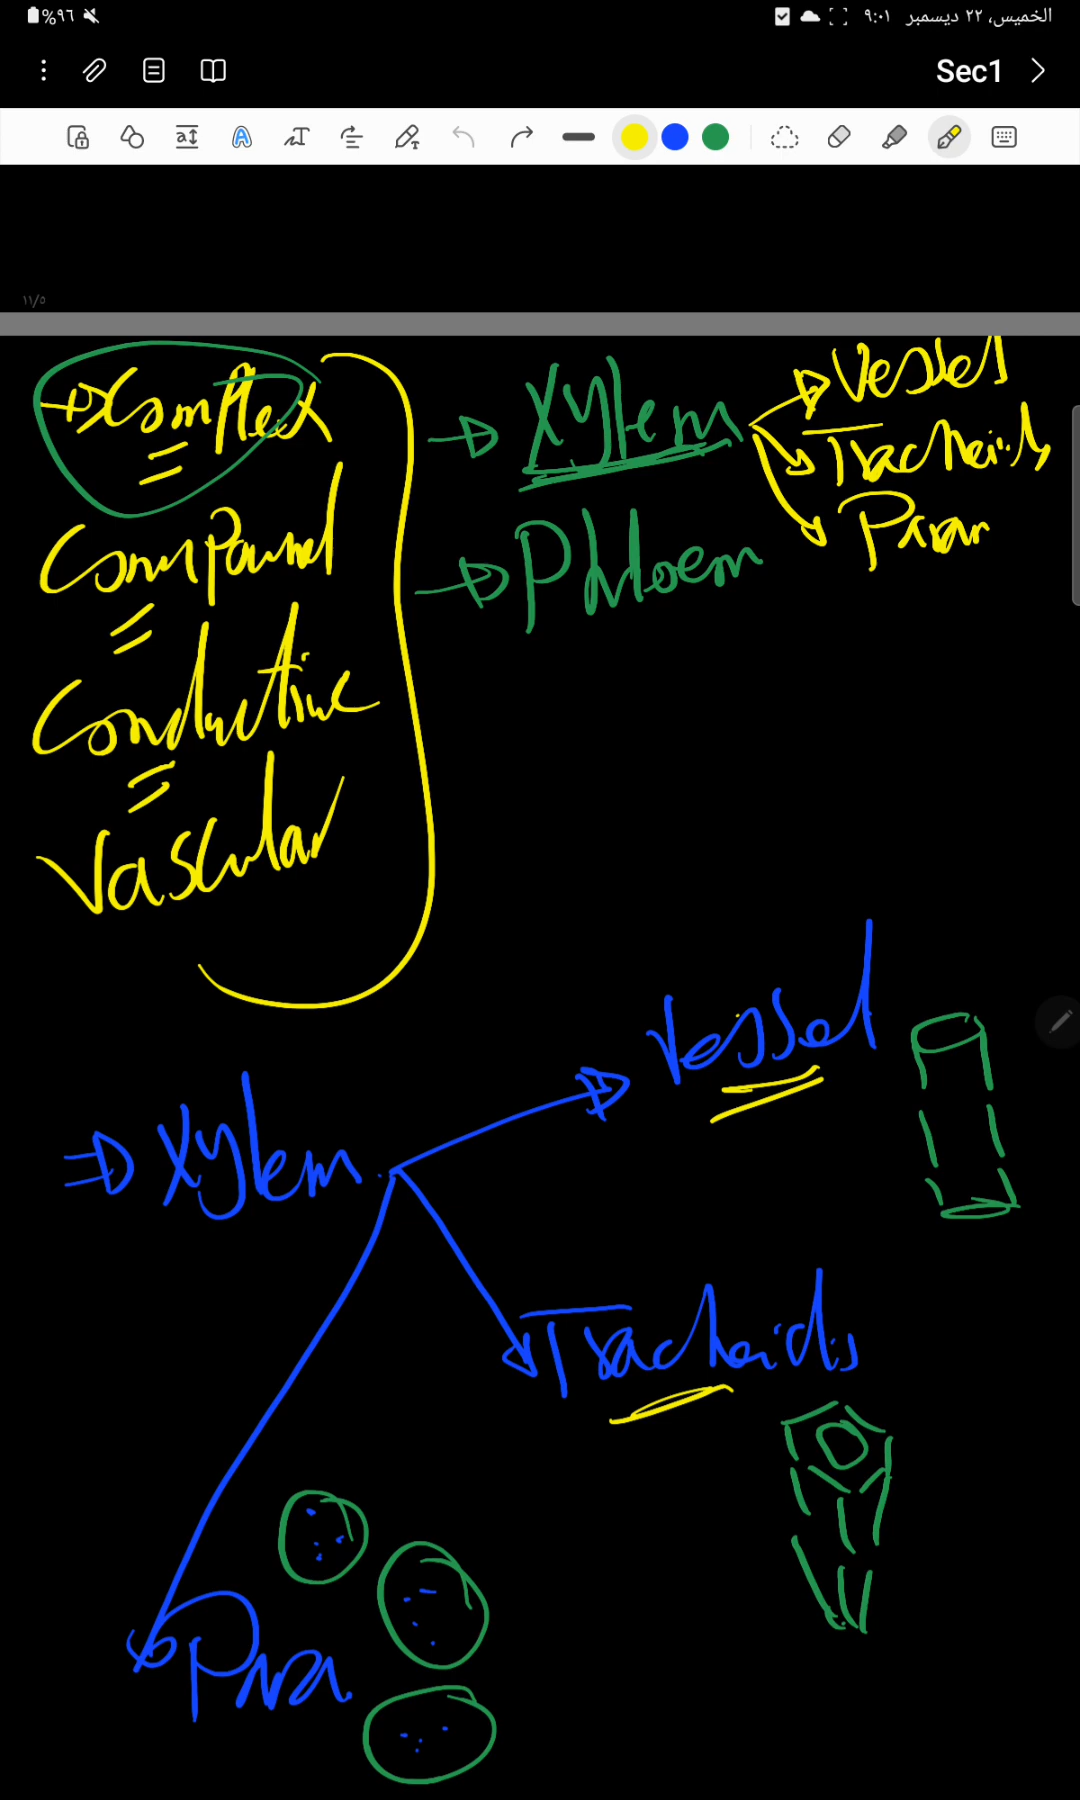 %٩٦ ٩:٠١ الخميس، ٢٢ ديسمبر
Sec1
١١/٥
Complex
=
Compound
=
Conductive
=
Vascular
Xylem
Phloem
Vessel
Tracheids
Paran
Xylem
Vessel
Tracheids
Para.